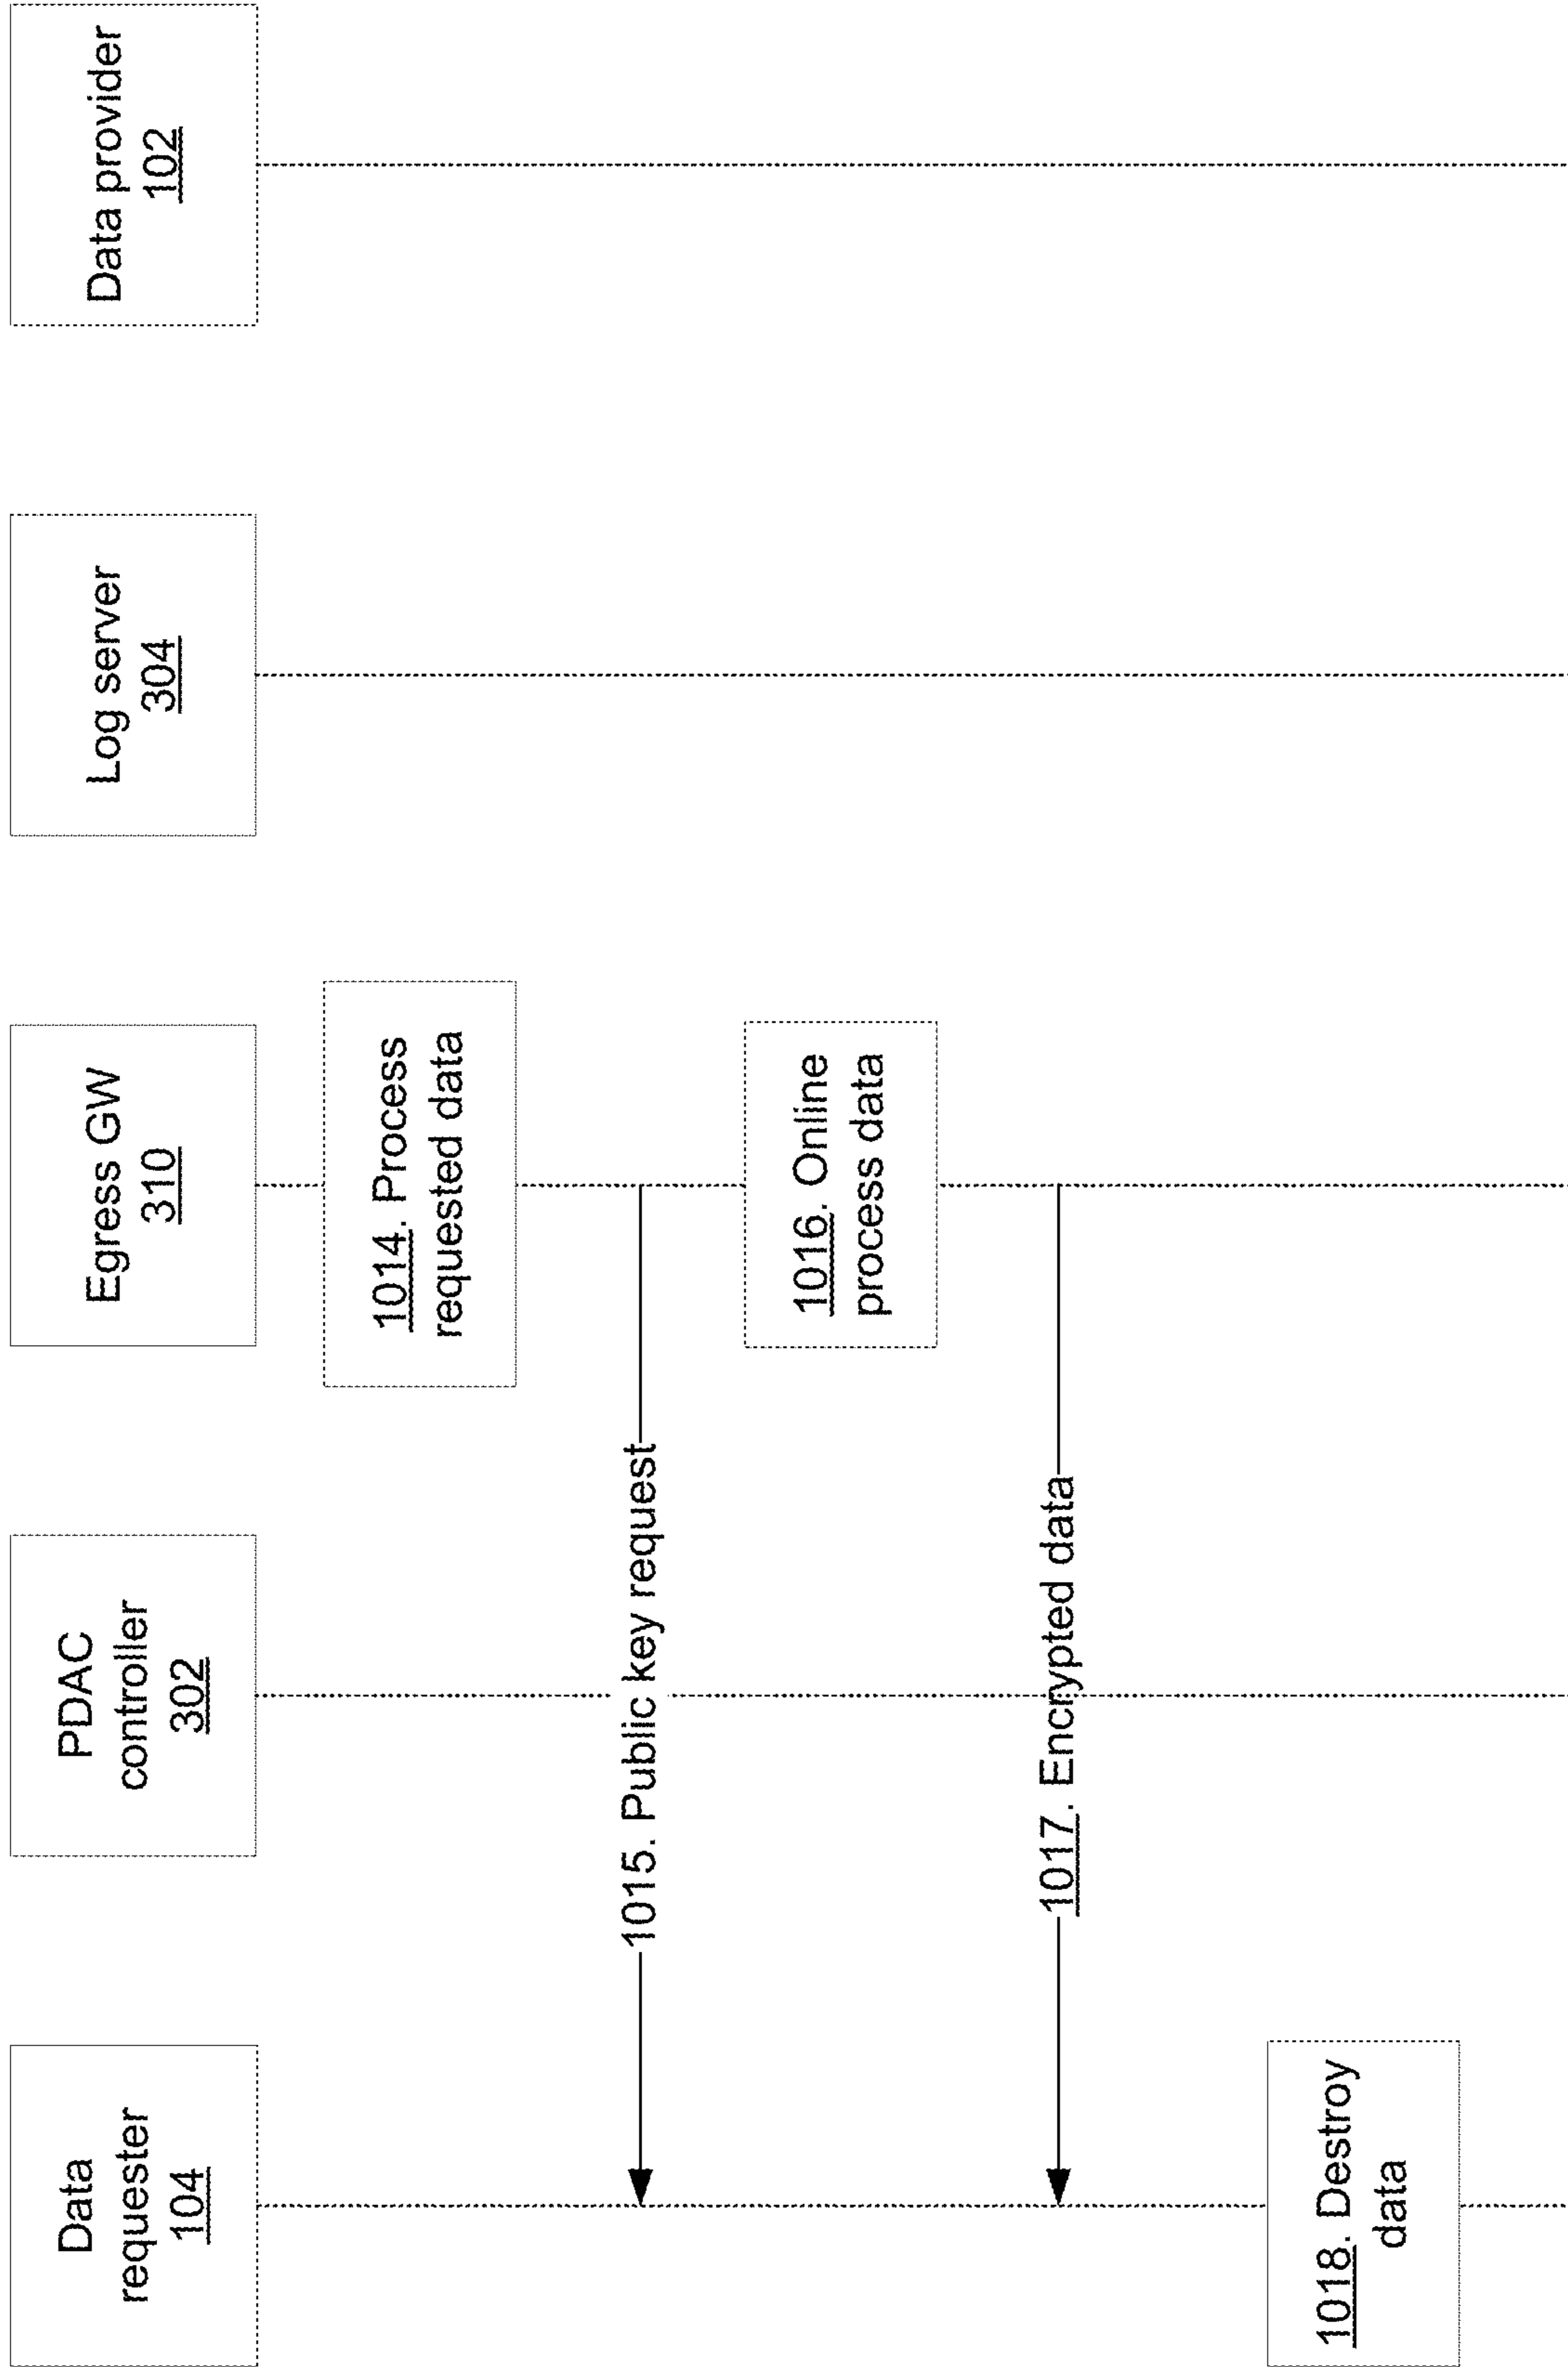 Data
requester
104
PDAC
controller
302
Egress GW
310
Log server
304
Data provider
102
1014. Process
requested data
1015. Public key request
1016. Online
process data
1017. Encrypted data
1018. Destroy
data